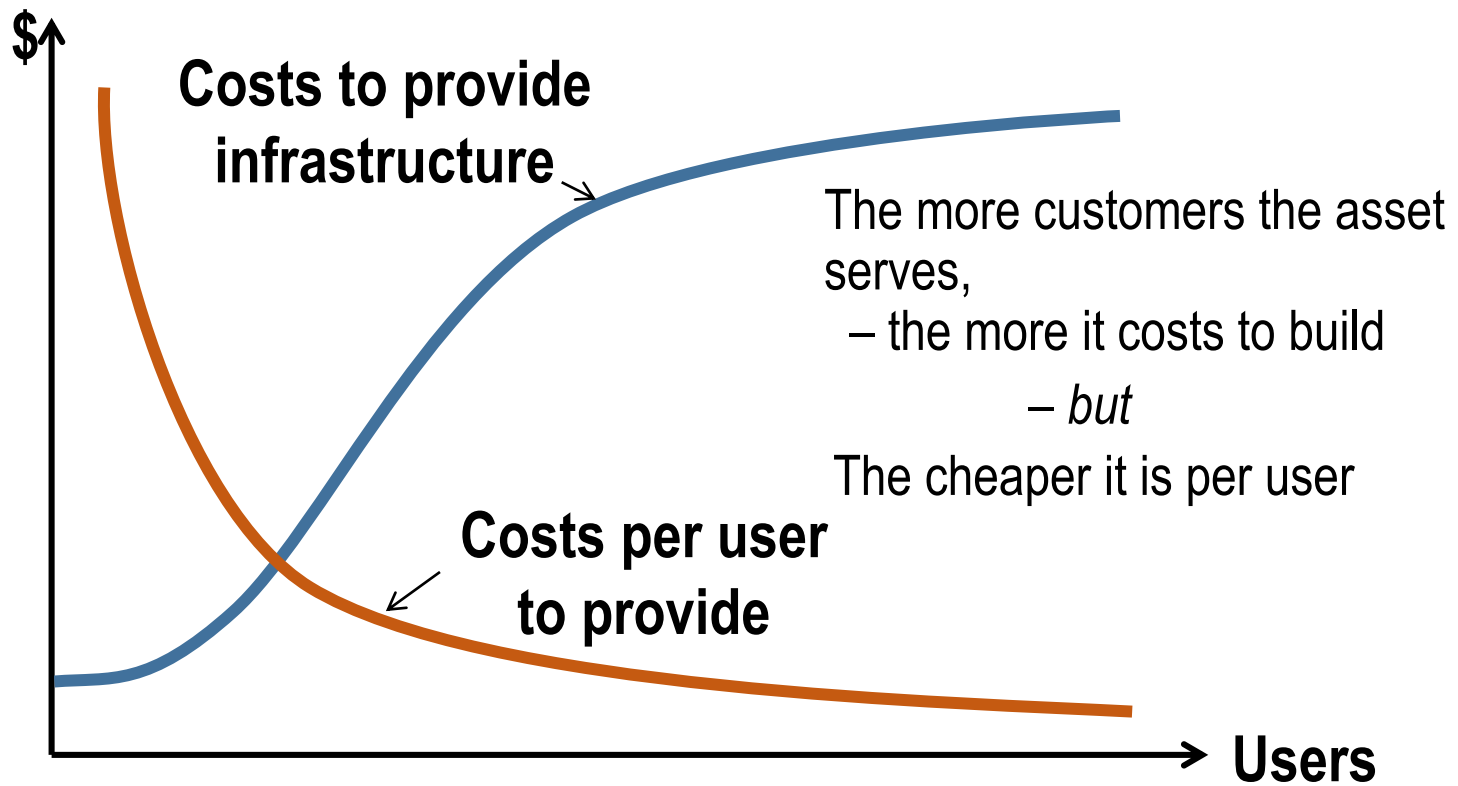 $
Costs to provide
infrastructure
The more customers the asset
serves,
– the more it costs to build
– but
The cheaper it is per user
Costs per user
to provide
Users